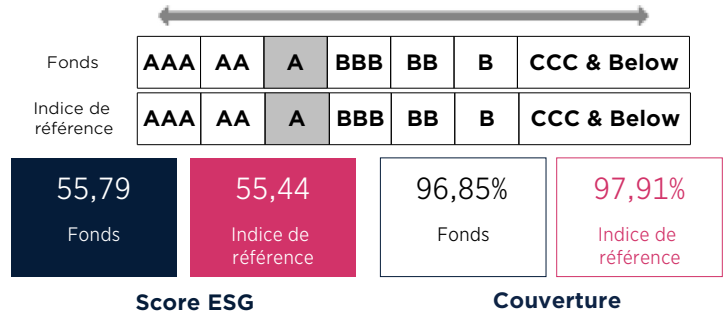 Fonds AAA AA A BBB BB B CCC & Below
Indice de
référence AAA AA A BBB BB B CCC & Below
55,79 55,44 96,85% 97,91%
Fonds Indice de Fonds Indice de
référence référence
Score ESG Couverture